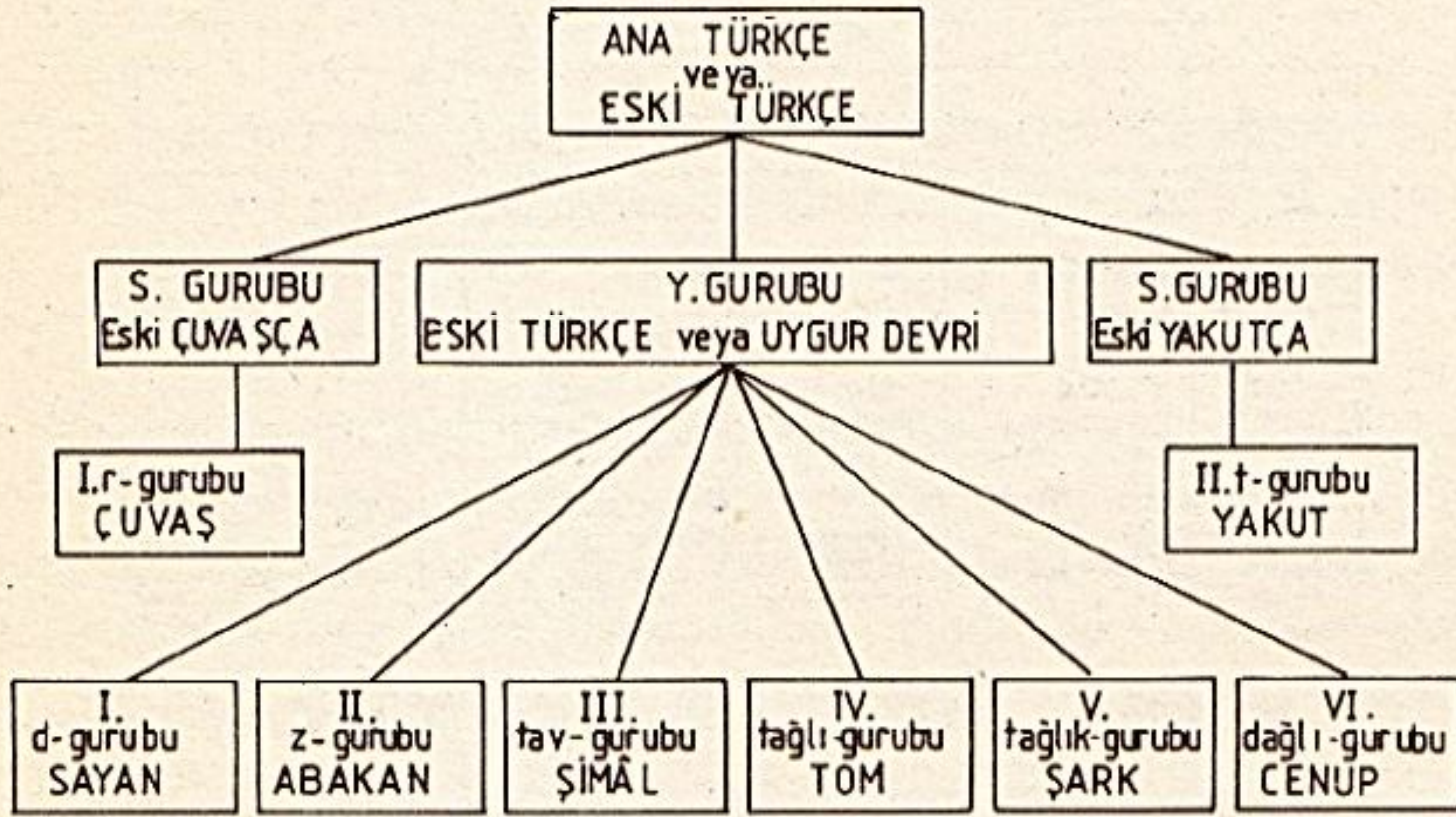 ANA TÜRKÇE
veya..
ESKİ TÜRKÇE
S. GURUBU
Eski ÇUVAŞÇA
Y.GURUBU
ESKİ TÜRKÇE veya UYGUR DEVRİ
S.GURUBU
Eski YAKUTÇA
I.r-gurubu
ÇUVAŞ
II.t-gurubu
YAKUT
I.
d-gurubu
SAYAN
II.
z-gurubu
ABAKAN
III.
tav-gurubu
ŞİMÂL
IV.
tağlı-gurubu
TOM
V.
tağlık-gurubu
ŞARK
VI.
dağlı-gurubu
CENUP